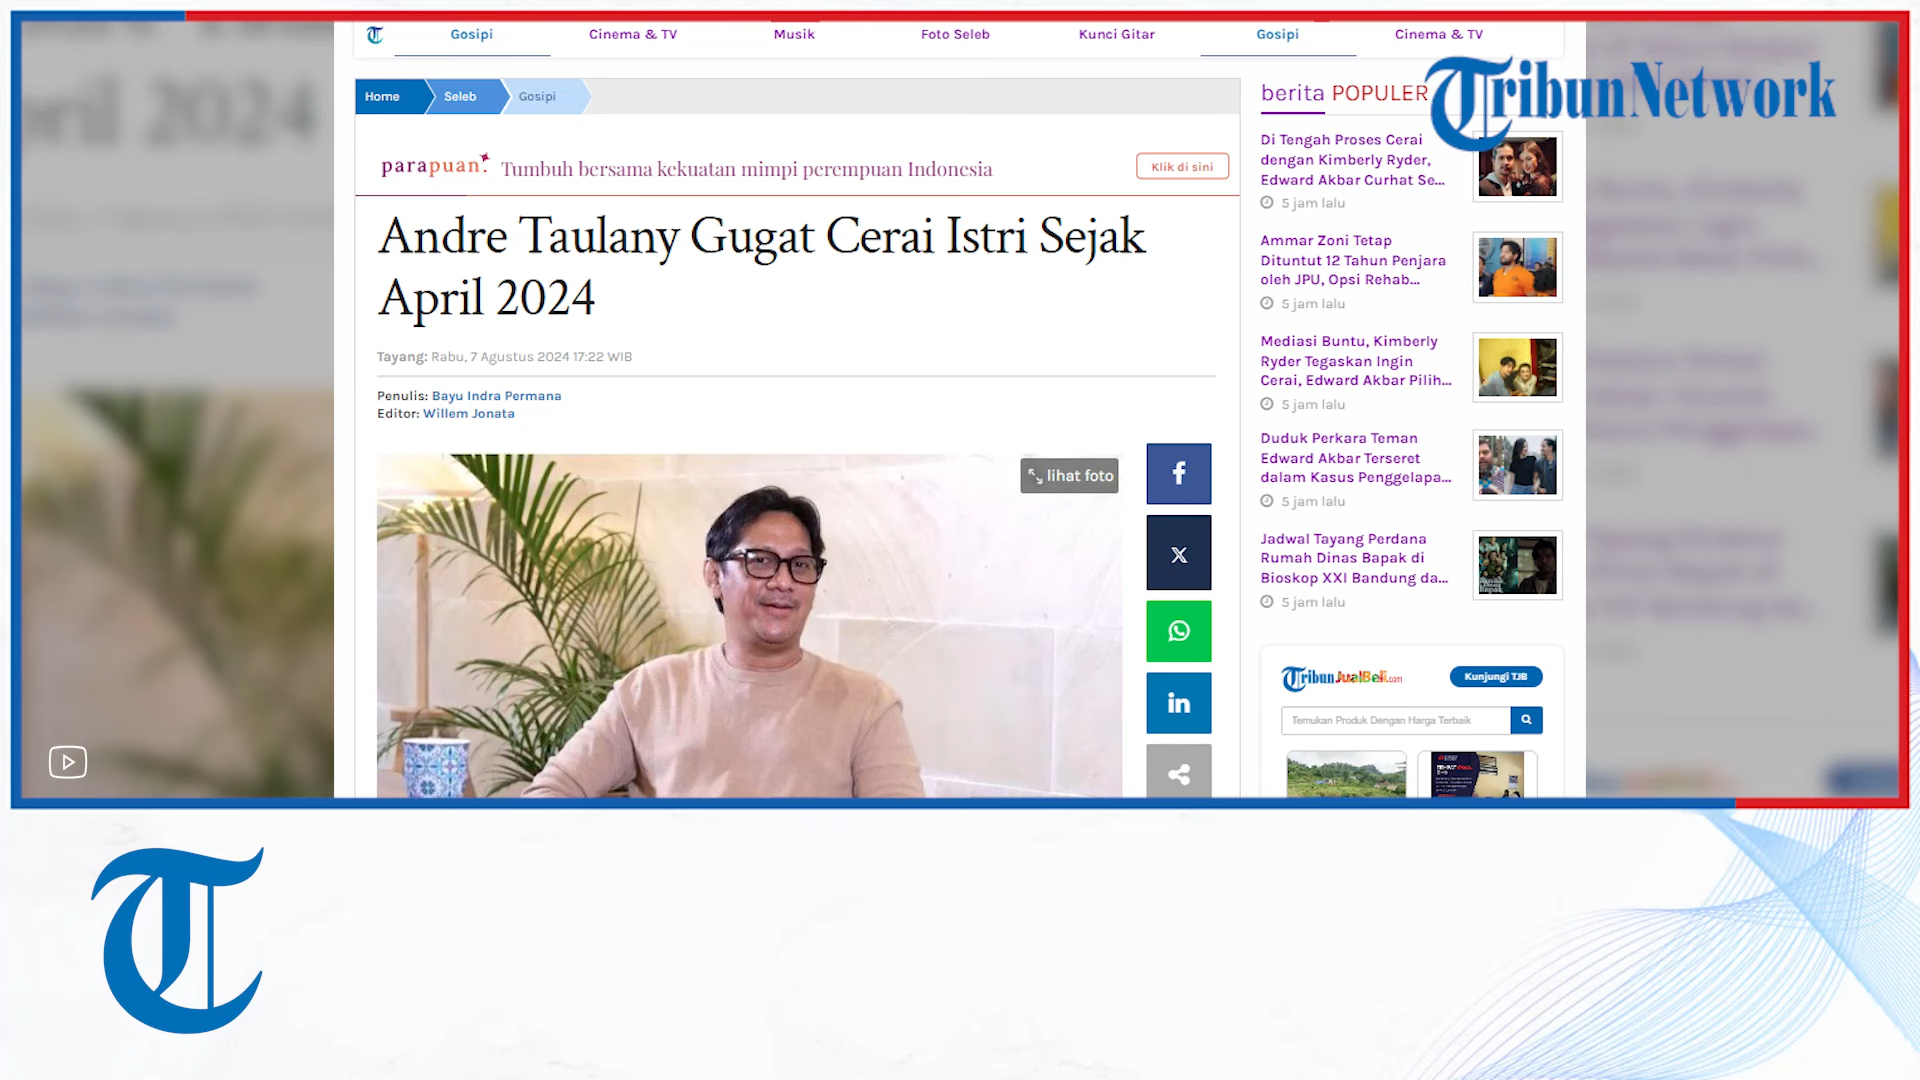 Gosipi
Cinema & TV
Musik
Foto Seleb
Kunci Gitar
Gosipi
Cinema & TV
Tribun Network
Home
Seleb
Gosipi
parapuan.
Tumbuh bersama kekuatan mimpi perempuan Indonesia
Klik di sini
Andre Taulany Gugat Cerai Istri Sejak
April 2024
Tayang: Rabu, 7 Agustus 2024 17:22 WIB
Penulis: Bayu Indra Permana
Editor: Willem Jonata
lihat foto
berita POPULER
Di Tengah Proses Cerai
dengan Kimberly Ryder,
Edward Akbar Curhat Se...
5 jam lalu
Ammar Zoni Tetap
Dituntut 12 Tahun Penjara
oleh JPU, Opsi Rehab...
5 jam lalu
Mediasi Buntu, Kimberly
Ryder Tegaskan Ingin
Cerai, Edward Akbar Pilih...
5 jam lalu
Duduk Perkara Teman
Edward Akbar Terseret
dalam Kasus Penggelapa...
5 jam lalu
Jadwal Tayang Perdana
Rumah Dinas Bapak di
Bioskop XXI Bandung da...
5 jam lalu
TribunJualBeli.com
Kunjungi TJB
Temukan Produk Dengan Harga Terbaik
April 2024